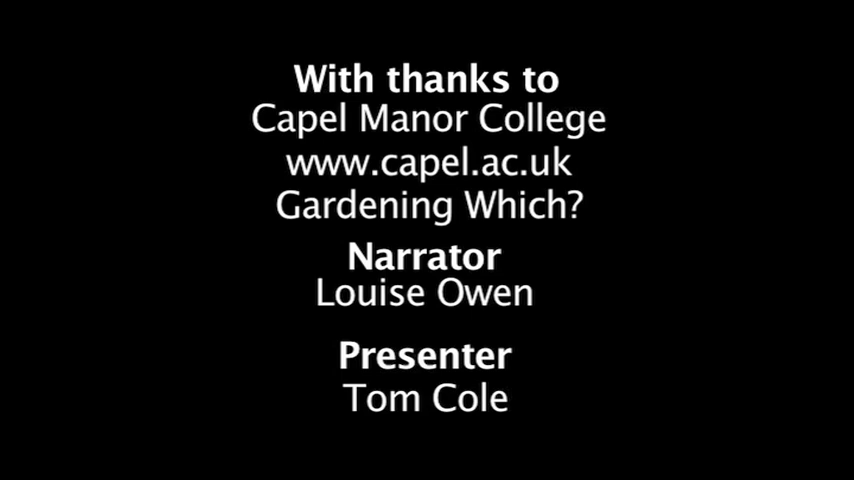 With thanks to
Capel Manor College
www.capel.ac.uk
Gardening Which?
Narrator
Louise Owen
Presenter
Tom Cole